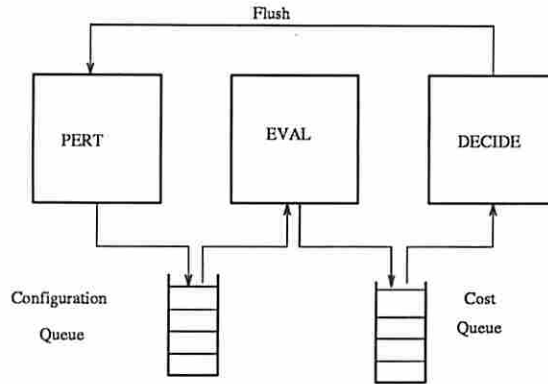 Flush
PERT
EVAL
DECIDE
Configuration
Queue
Cost
Queue